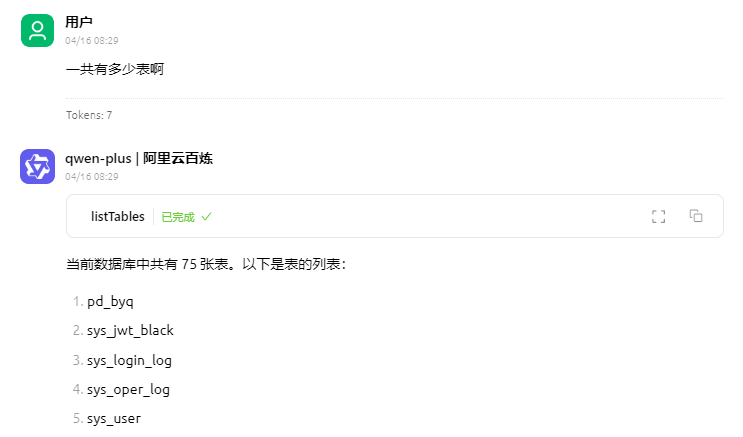 用户
04/16 08:29
一共有多少表啊
Tokens: 7
qwen-plus | 阿里云百炼
04/16 08:29
listTables 已完成
当前数据库中共有 75 张表。以下是表的列表：
1. pd_byq
2. sys_jwt_black
3. sys_login_log
4. sys_oper_log
5. sys_user